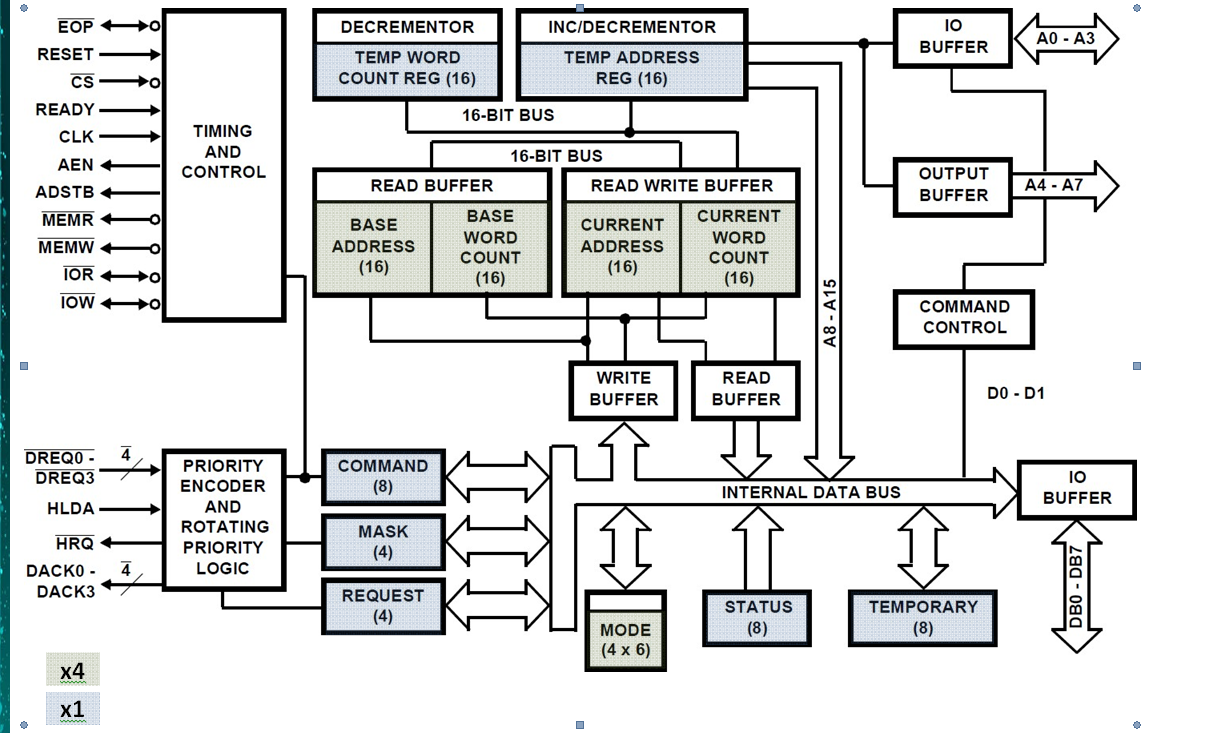 EOP
RESET
CS
READY
CLK
AEN
ADSTB
MEMR
MEMW
IOR
IOW
TIMING
AND
CONTROL
DECREMENTOR
TEMP WORD
COUNT REG (16)
INC/DECREMENTOR
TEMP ADDRESS
REG (16)
IO
BUFFER
A0 - A3
16-BIT BUS
16-BIT BUS
READ BUFFER
BASE
ADDRESS
(16)
BASE
WORD
COUNT
(16)
READ WRITE BUFFER
CURRENT
ADDRESS
(16)
CURRENT
WORD
COUNT
(16)
A8 - A15
OUTPUT
BUFFER
A4 - A7
COMMAND
CONTROL
D0 - D1
WRITE
BUFFER
READ
BUFFER
DREQ0 -
DREQ3
4
HLDA
HRQ
DACK0 -
DACK3
4
PRIORITY
ENCODER
AND
ROTATING
PRIORITY
LOGIC
COMMAND
(8)
MASK
(4)
REQUEST
(4)
INTERNAL DATA BUS
IO
BUFFER
DB0 - DB7
MODE
(4 x 6)
STATUS
(8)
TEMPORARY
(8)
x4
x1